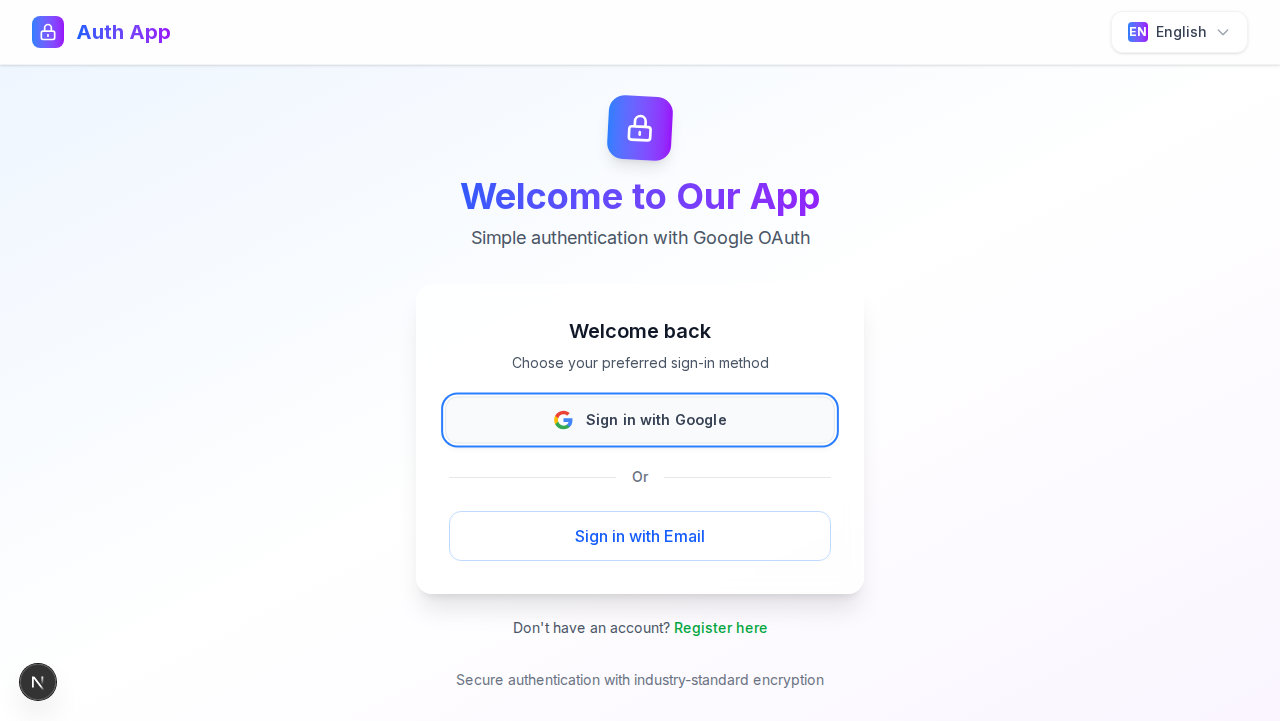 Auth App
EN English
Welcome to Our App
Simple authentication with Google OAuth
Welcome back
Choose your preferred sign-in method
Sign in with Google
Or
Sign in with Email
Don't have an account? Register here
Secure authentication with industry-standard encryption
N